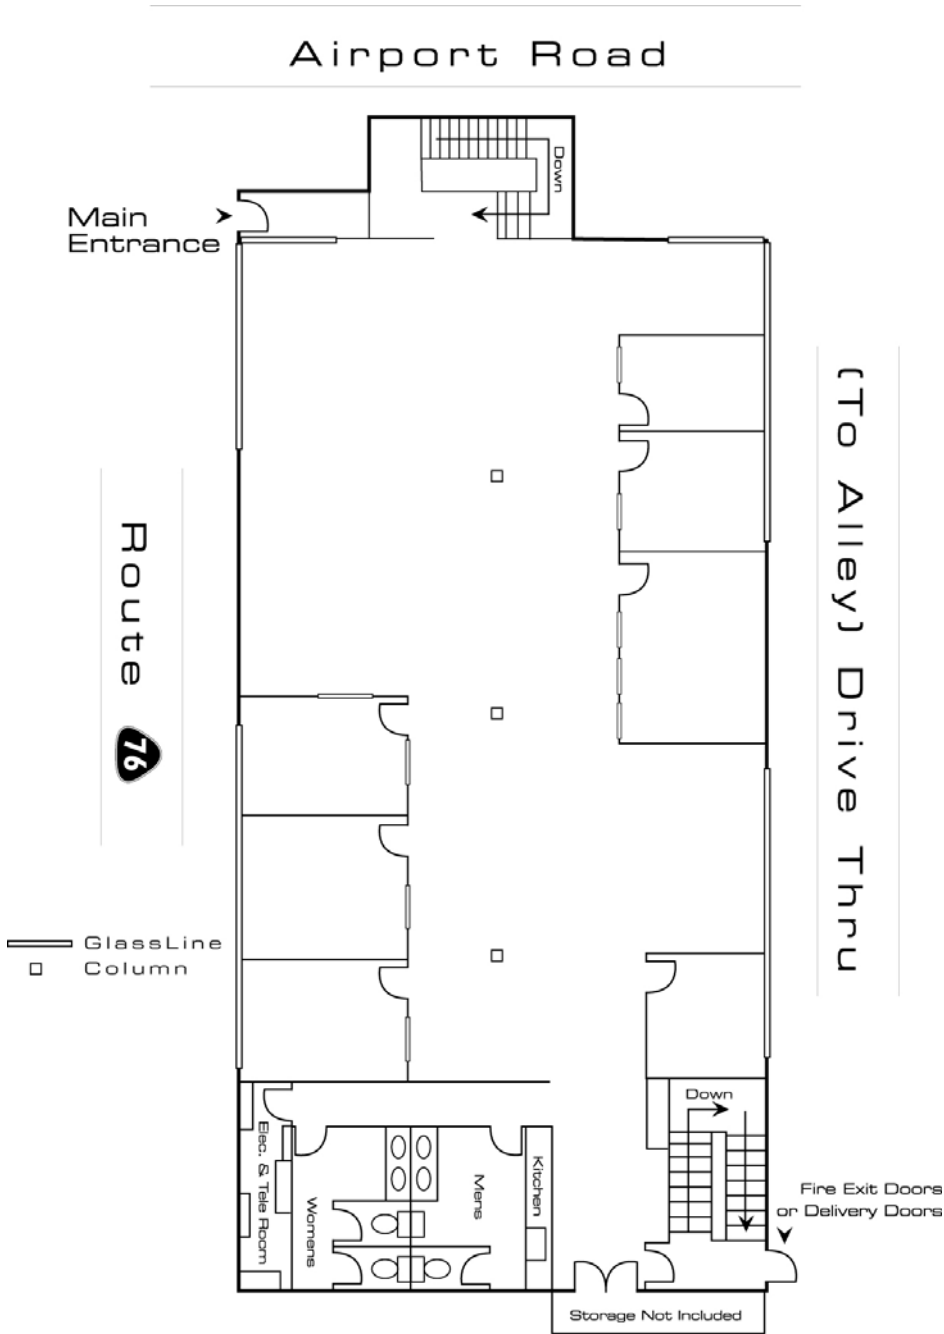 Airport Road
Down
Main
Entrance
(To Alley) Drive Thru
Route 76
GlassLine
Column
Down
Elec. & Tele Room
Womens
Mens
Kitchen
Fire Exit Doors
or Delivery Doors
Storage Not Included